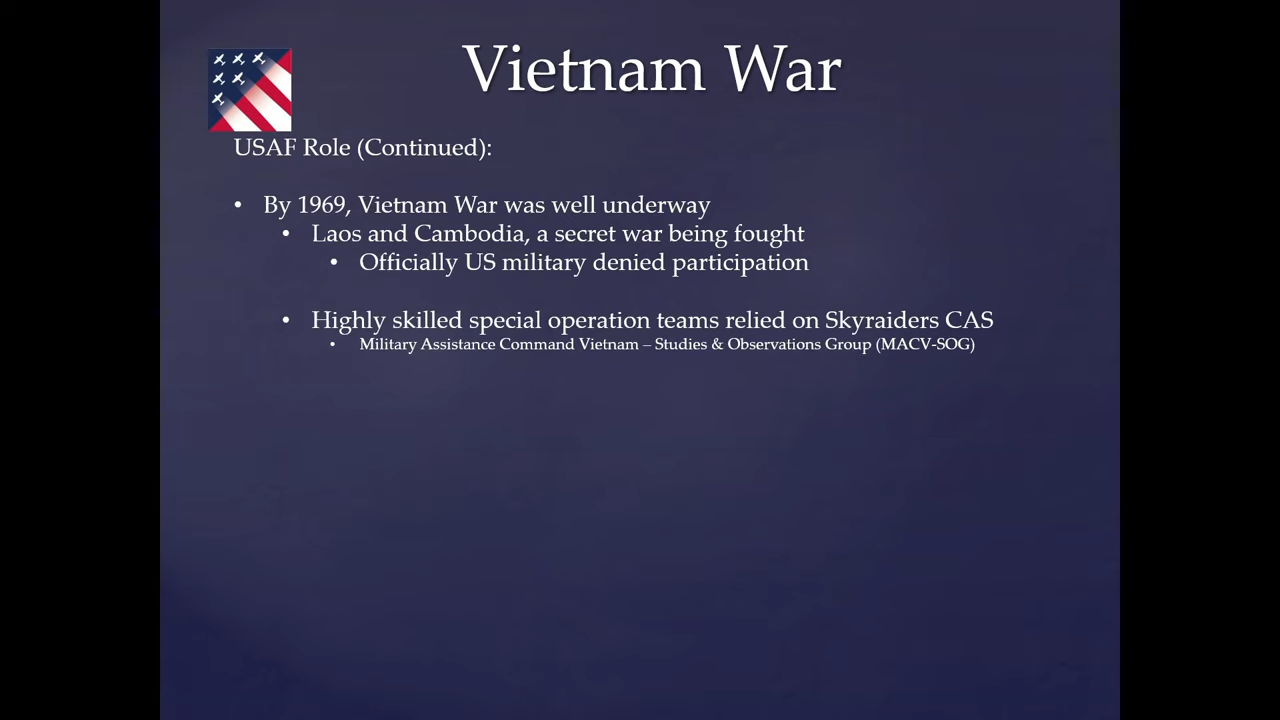 Vietnam War
USAF Role (Continued):
• By 1969, Vietnam War was well underway
• Laos and Cambodia, a secret war being fought
• Officially US military denied participation
• Highly skilled special operation teams relied on Skyraiders CAS
• Military Assistance Command Vietnam – Studies & Observations Group (MACV-SOG)